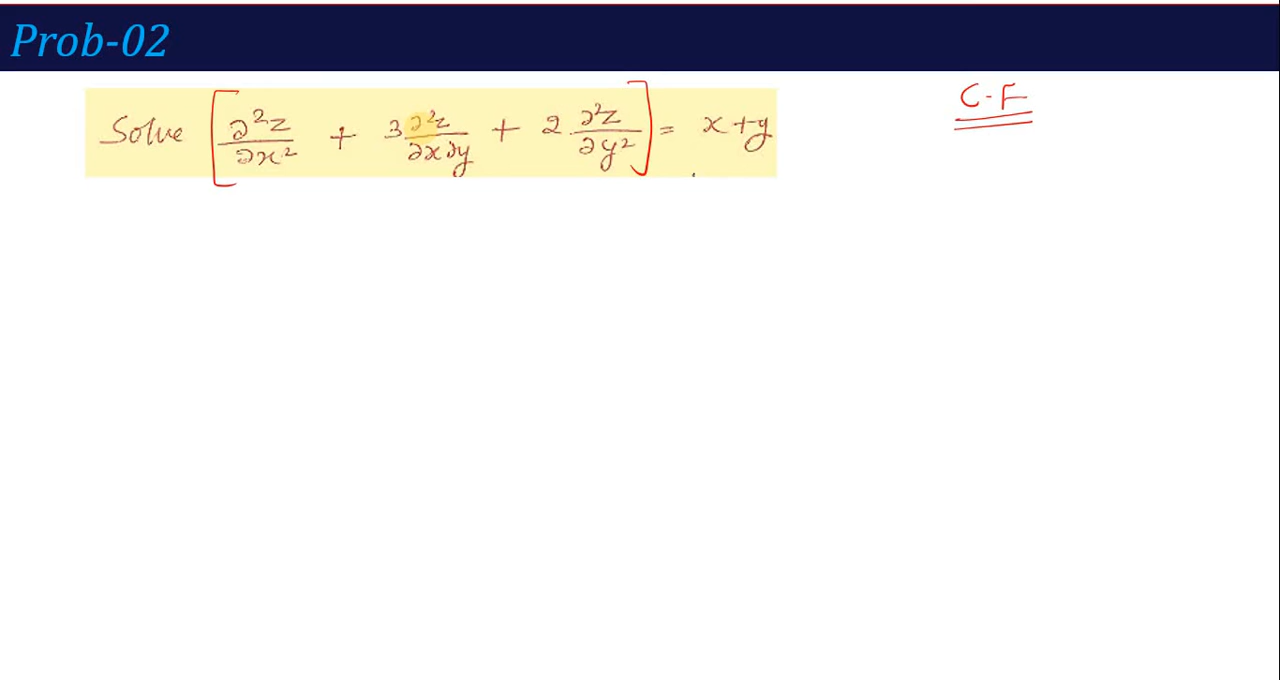 Prob-02
Solve [∂²z/∂x² + 3 ∂²z/∂x∂y + 2 ∂²z/∂y²] = x+y
C.F